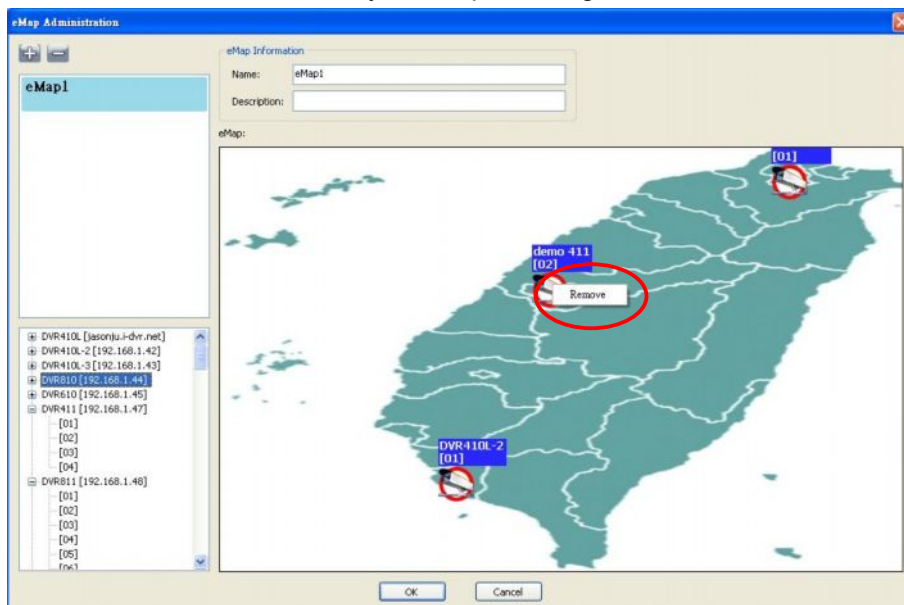 eMap Administration
eMap Information
Name: eMap1
Description:
eMap1
eMap:
[01]
demo 411
[02]
Remove
DVR410L-2
[01]
DVR410L [jasonju.i-dvr.net]
DVR410L-2 [192.168.1.42]
DVR410L-3 [192.168.1.43]
DVR810 [192.168.1.44]
DVR610 [192.168.1.45]
DVR411 [192.168.1.47]
[01]
[02]
[03]
[04]
DVR811 [192.168.1.48]
[01]
[02]
[03]
[04]
[05]
[06]
OK Cancel